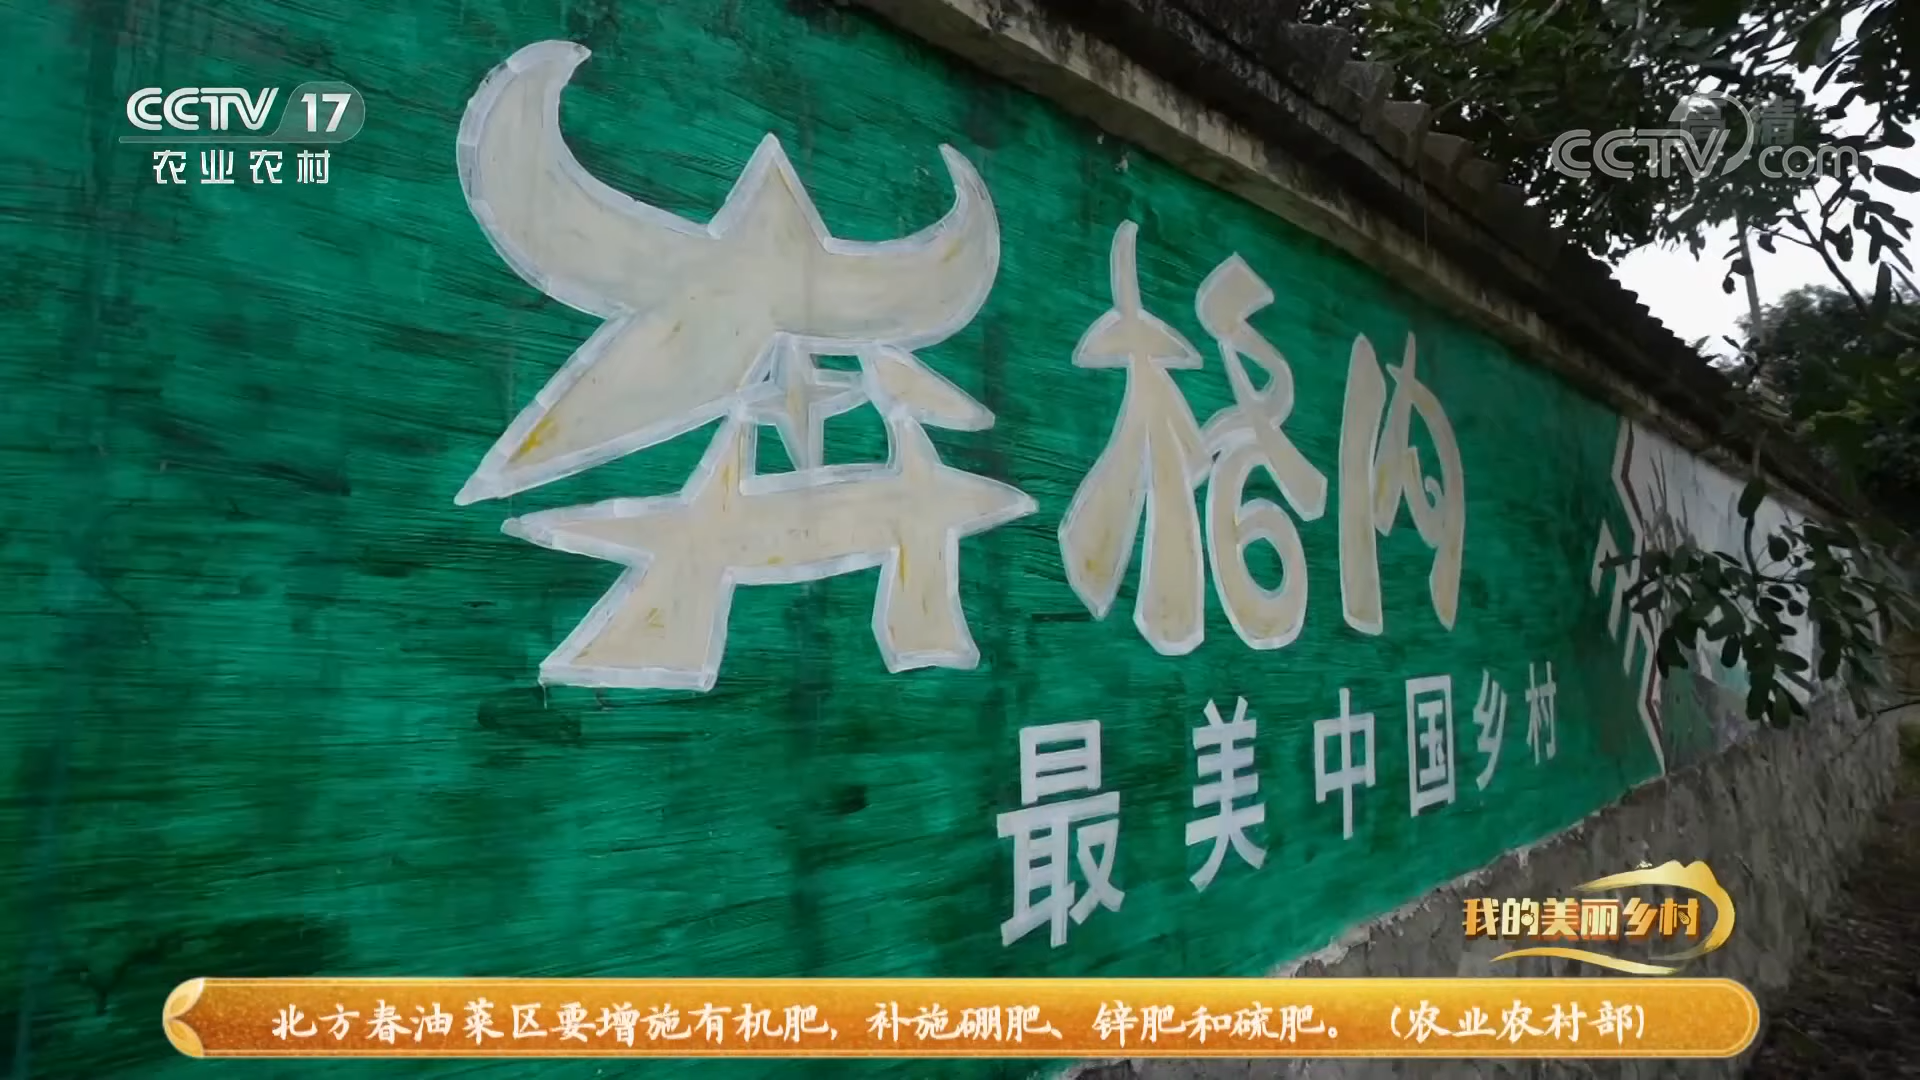 CCTV 17
农业农村
高清
CCTV.com
奔格内
最美中国乡村
我的美丽乡村
北方春油菜区要增施有机肥，补施硼肥、锌肥和硫肥。（农业农村部）